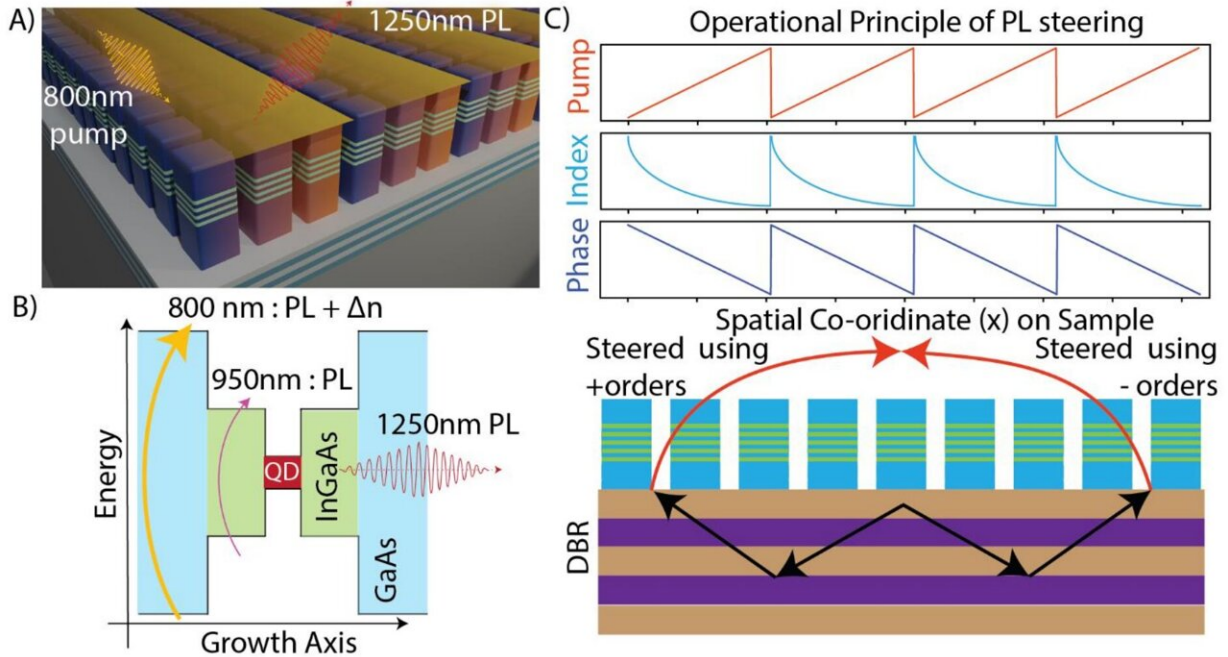 A)
1250nm PL
800nm
pump
B)
800 nm : PL + Δn
950nm : PL
1250nm PL
QD
InGaAs
GaAs
Energy
Growth Axis
C)
Operational Principle of PL steering
Pump
Index
Phase
Spatial Co-oridinate (x) on Sample
Steered using
+orders
Steered using
- orders
DBR